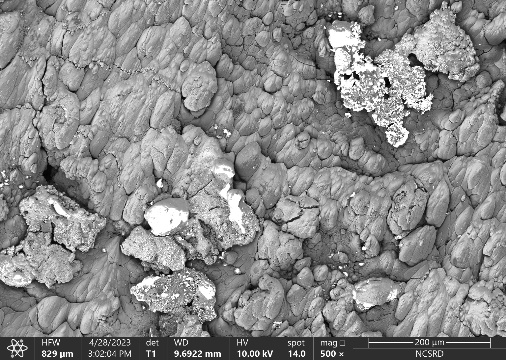 HFW 4/28/2023 det WD HV spot mag □ 200 µm
829 µm 3:02:04 PM T1 9.6922 mm 10.00 kV 14.0 500 × NCSRD